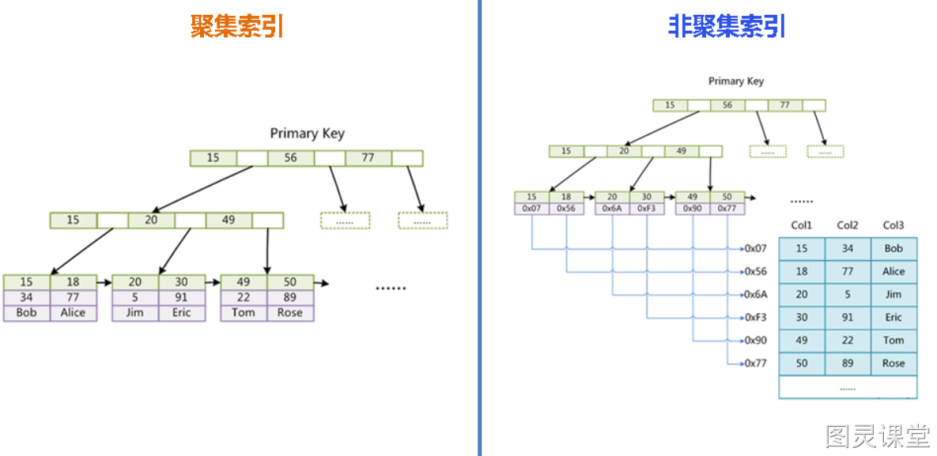 聚集索引
Primary Key
15 56 77
15 20 49
...... ......
15 18 20 30 49 50
34 77 5 91 22 89
Bob Alice Jim Eric Tom Rose
......
非聚集索引
Primary Key
15 56 77
15 20 49
...... ......
15 18 20 30 49 50
0x07 0x56 0x6A 0xF3 0x90 0x77
......
Col1 Col2 Col3
0x07 15 34 Bob
0x56 18 77 Alice
0x6A 20 5 Jim
0xF3 30 91 Eric
0x90 49 22 Tom
0x77 50 89 Rose
......
图灵课堂